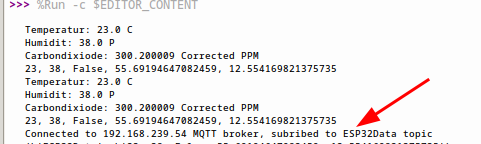 >>> %Run -c $EDITOR_CONTENT
Temperatur: 23.0 C
Humidit: 38.0 P
Carbondixiode: 300.200009 Corrected PPM
23, 38, False, 55.69194647082459, 12.554169821375735
Temperatur: 23.0 C
Humidit: 38.0 P
Carbondixiode: 300.200009 Corrected PPM
23, 38, False, 55.69194647082459, 12.554169821375735
Connected to 192.168.239.54 MQTT broker, subribed to ESP32Data topic